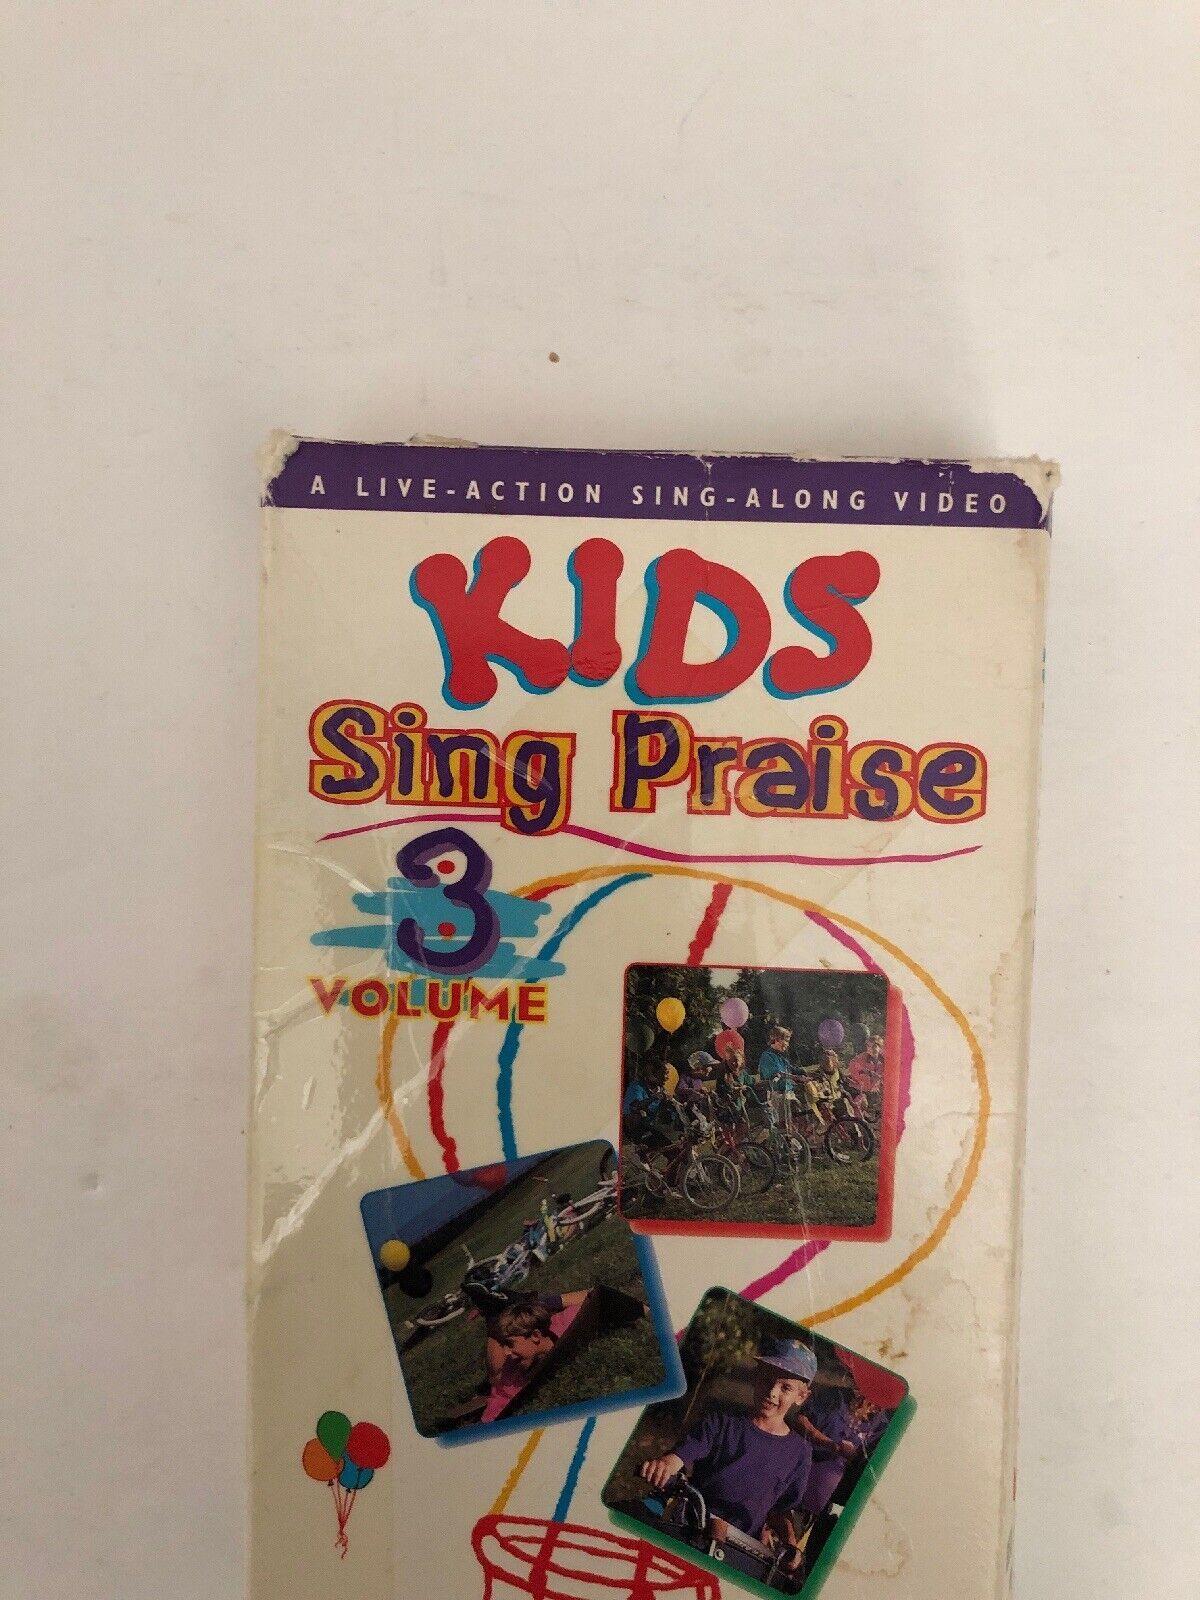 A LIVE-ACTION SING-ALONG VIDEO
KIDS
Sing Praise
3
VOLUME